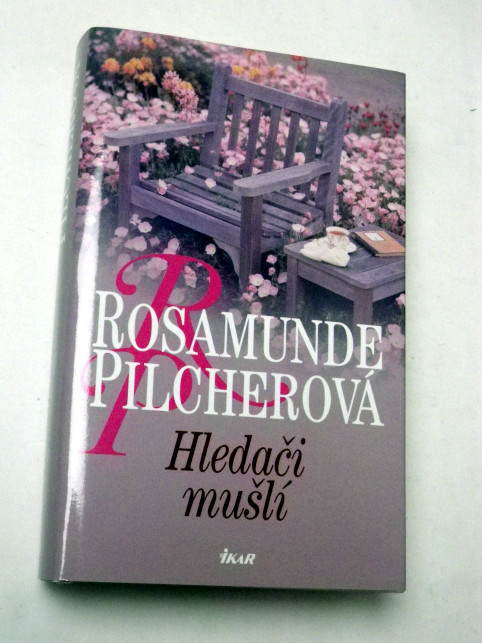 ROSAMUNDE
PILCHEROVÁ
Hledači
mušlí
IKAR